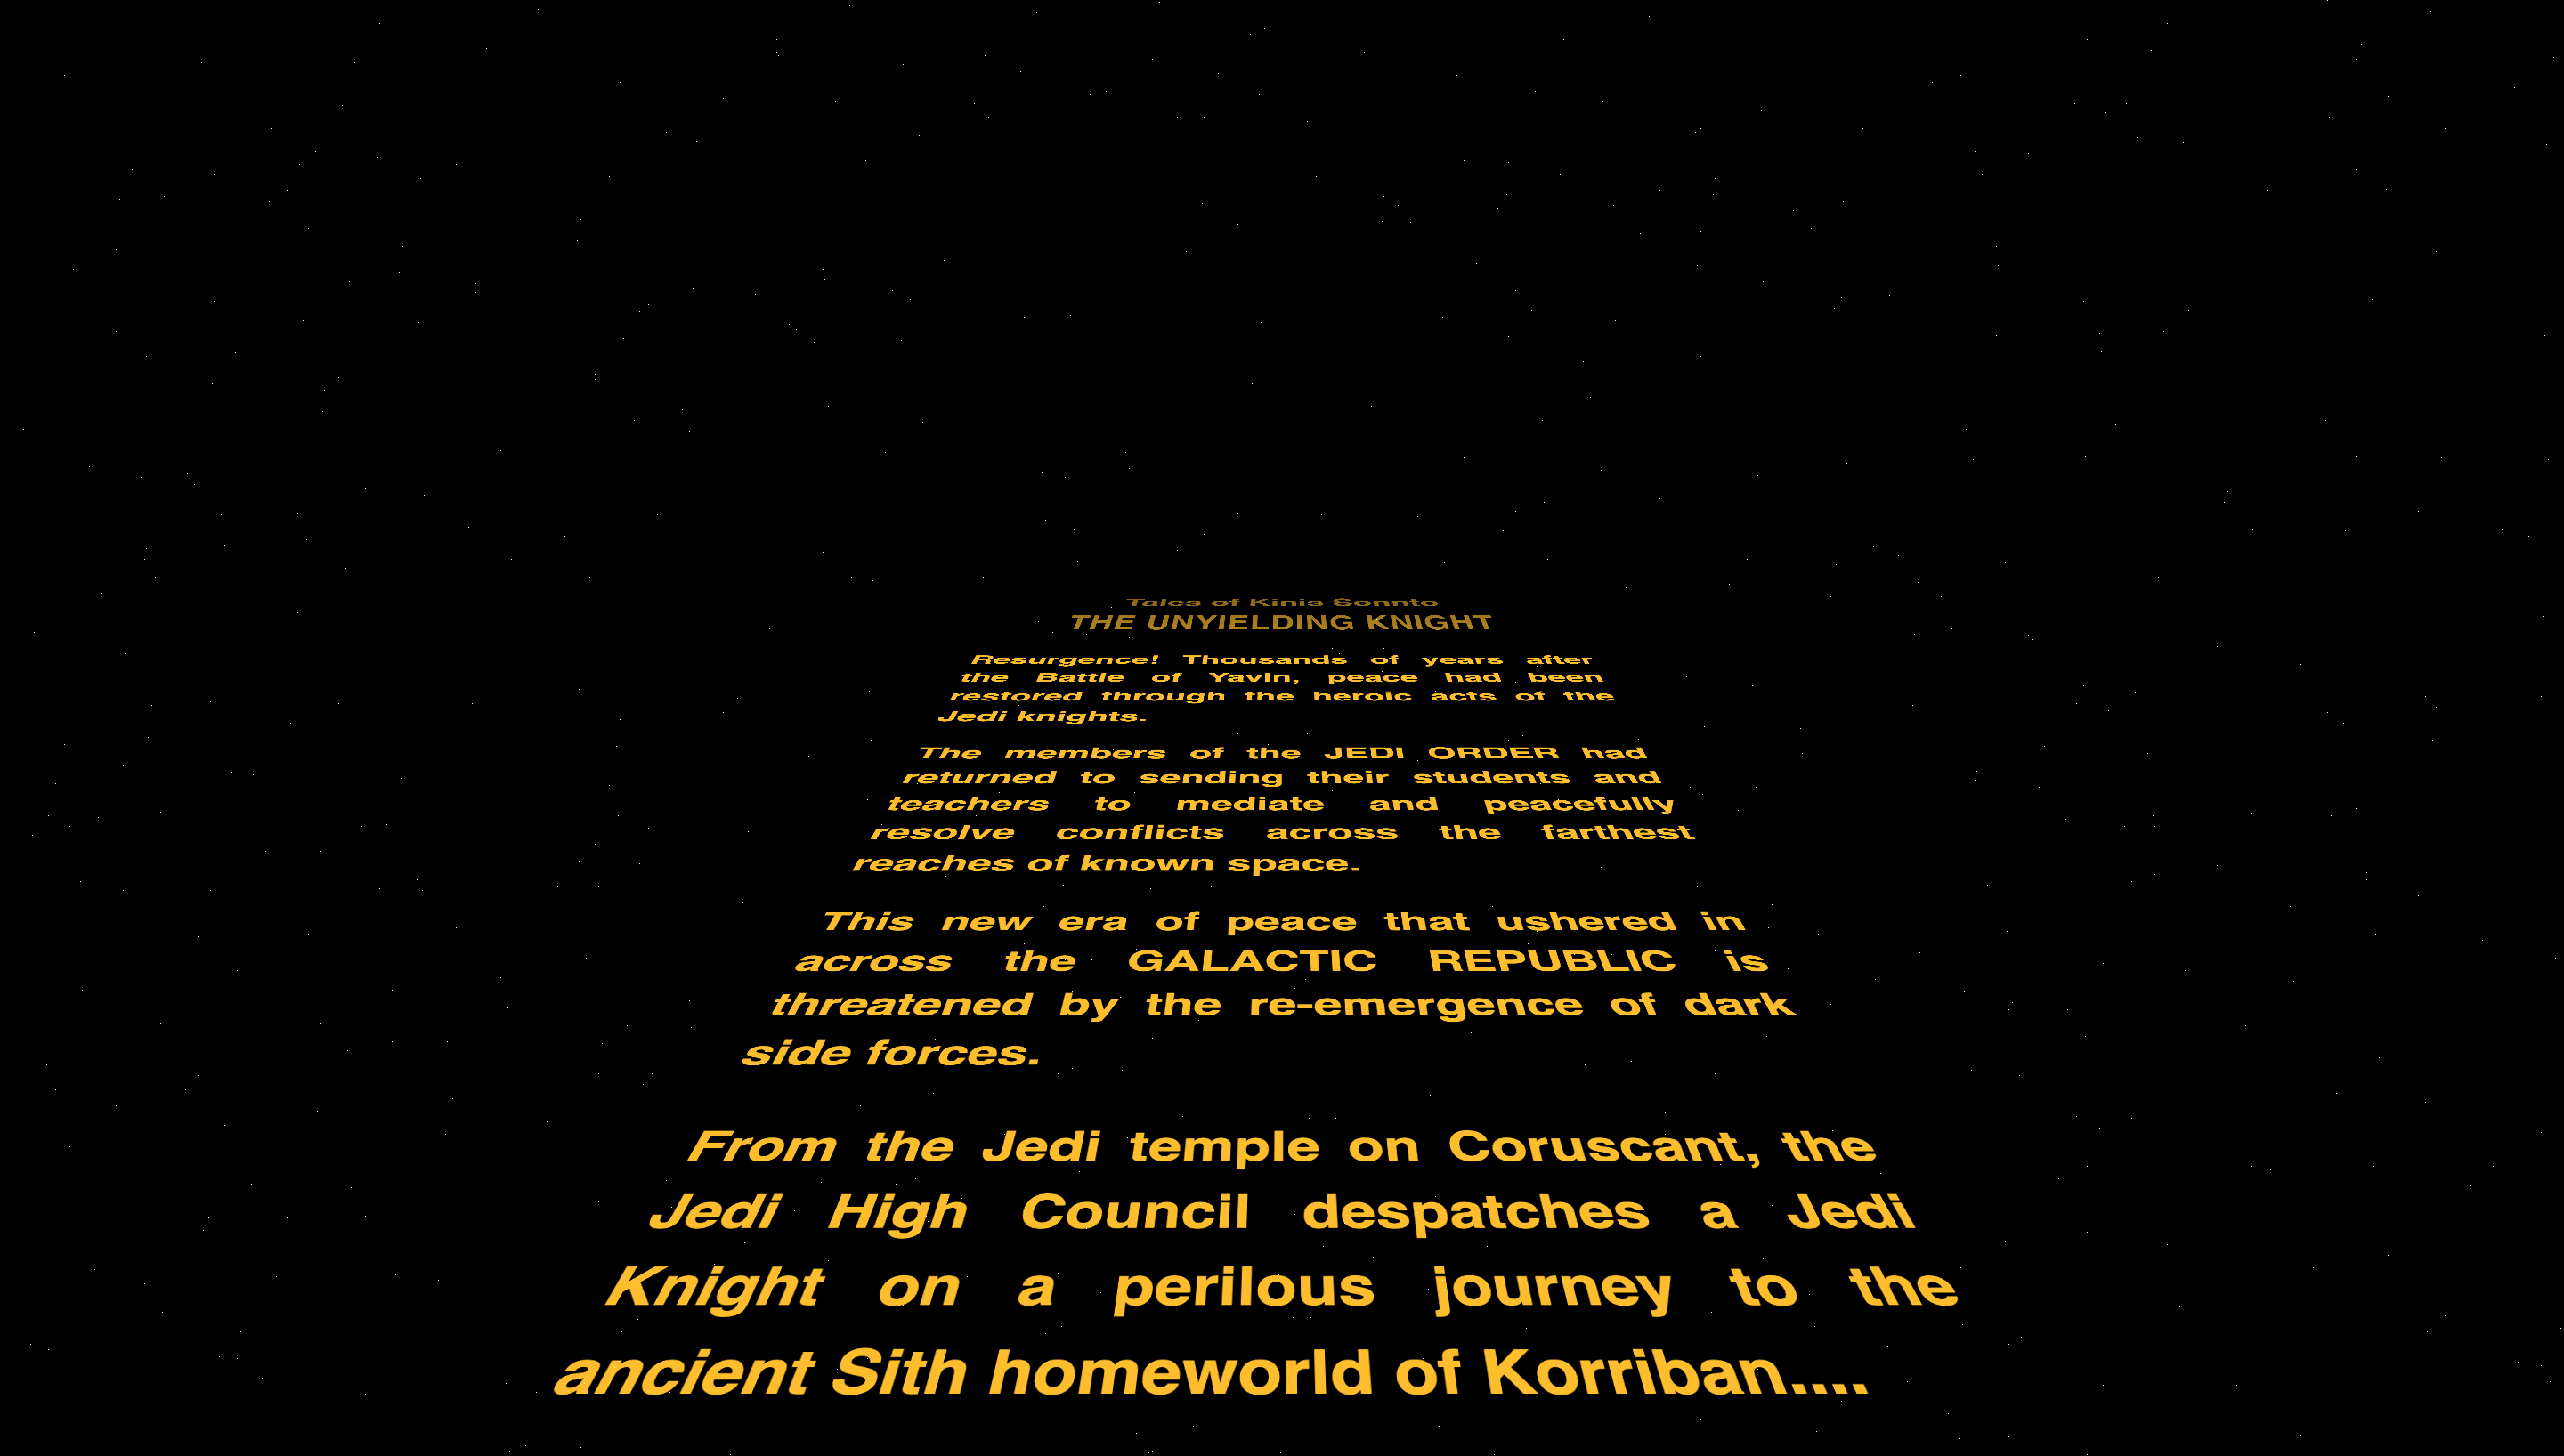 Tales of Kinis Sonnto
THE UNYIELDING KNIGHT
Resurgence! Thousands of years after
the Battle of Yavin, peace had been
restored through the heroic acts of the
Jedi knights.
The members of the JEDI ORDER had
returned to sending their students and
teachers to mediate and peacefully
resolve conflicts across the farthest
reaches of known space.
This new era of peace that ushered in
across the GALACTIC REPUBLIC is
threatened by the re-emergence of dark
side forces.
From the Jedi temple on Coruscant, the
Jedi High Council despatches a Jedi
Knight on a perilous journey to the
ancient Sith homeworld of Korriban....